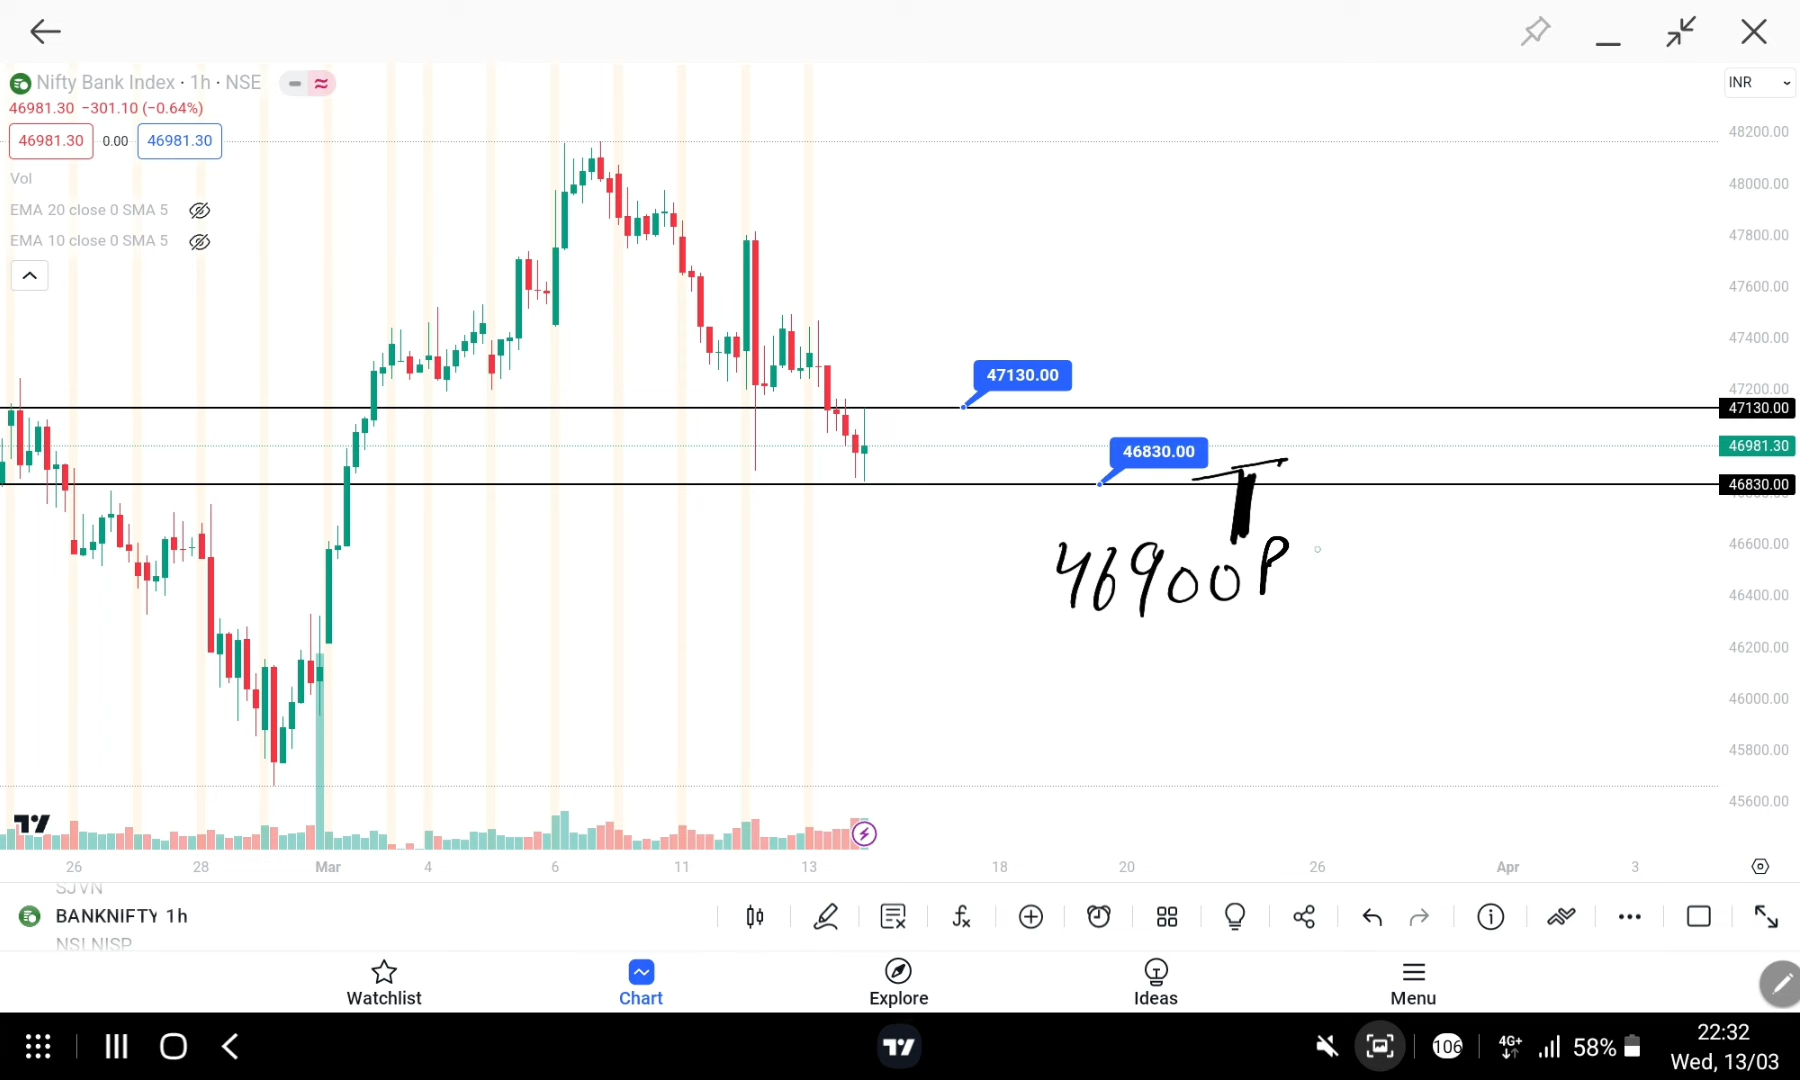 Nifty Bank Index · 1h · NSE
INR
46981.30 −301.10 (−0.64%)
46981.30 0.00 46981.30
Vol
EMA 20 close 0 SMA 5
EMA 10 close 0 SMA 5
48200.00
48000.00
47800.00
47600.00
47400.00
47200.00
47130.00
47130.00
46981.30
46830.00
46830.00
46900P
46600.00
46400.00
46200.00
46000.00
45800.00
45600.00
26 28 Mar 4 6 11 13 18 20 26 Apr 3
SJVN
BANKNIFTY 1h
NSLNISP
Watchlist Chart Explore Ideas Menu
106 4G+ 58% 22:32
Wed, 13/03